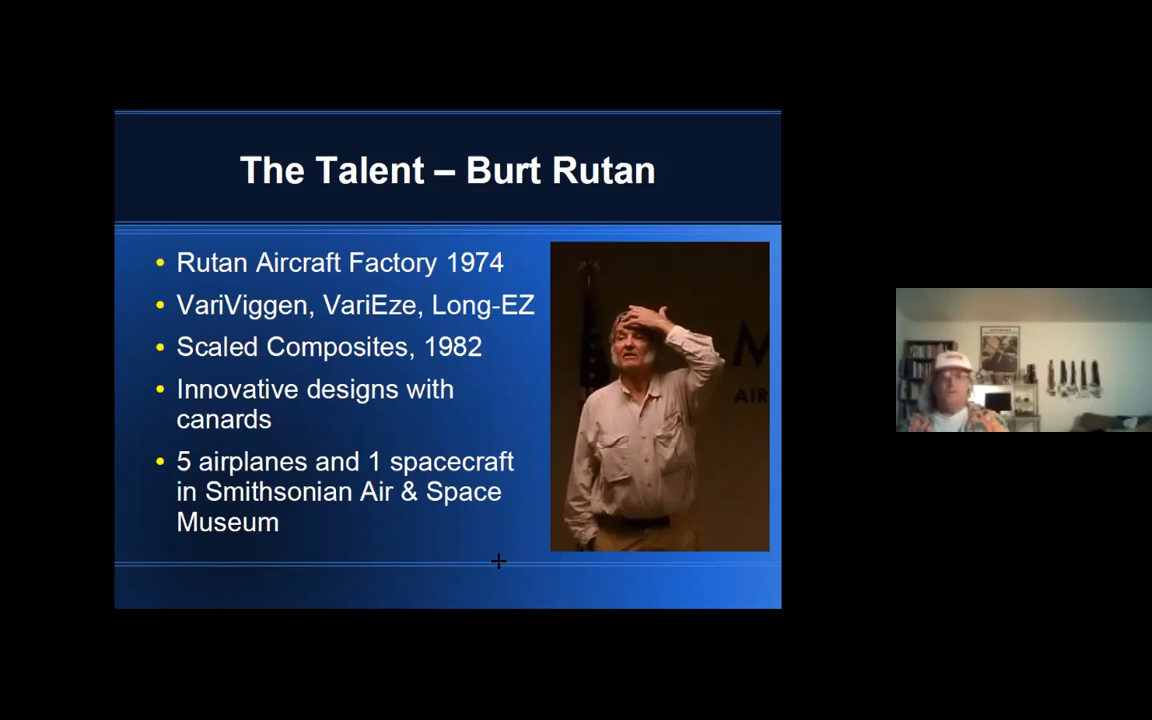 The Talent – Burt Rutan
• Rutan Aircraft Factory 1974
• VariViggen, VariEze, Long-EZ
• Scaled Composites, 1982
• Innovative designs with
canards
• 5 airplanes and 1 spacecraft
in Smithsonian Air & Space
Museum
M
AIR